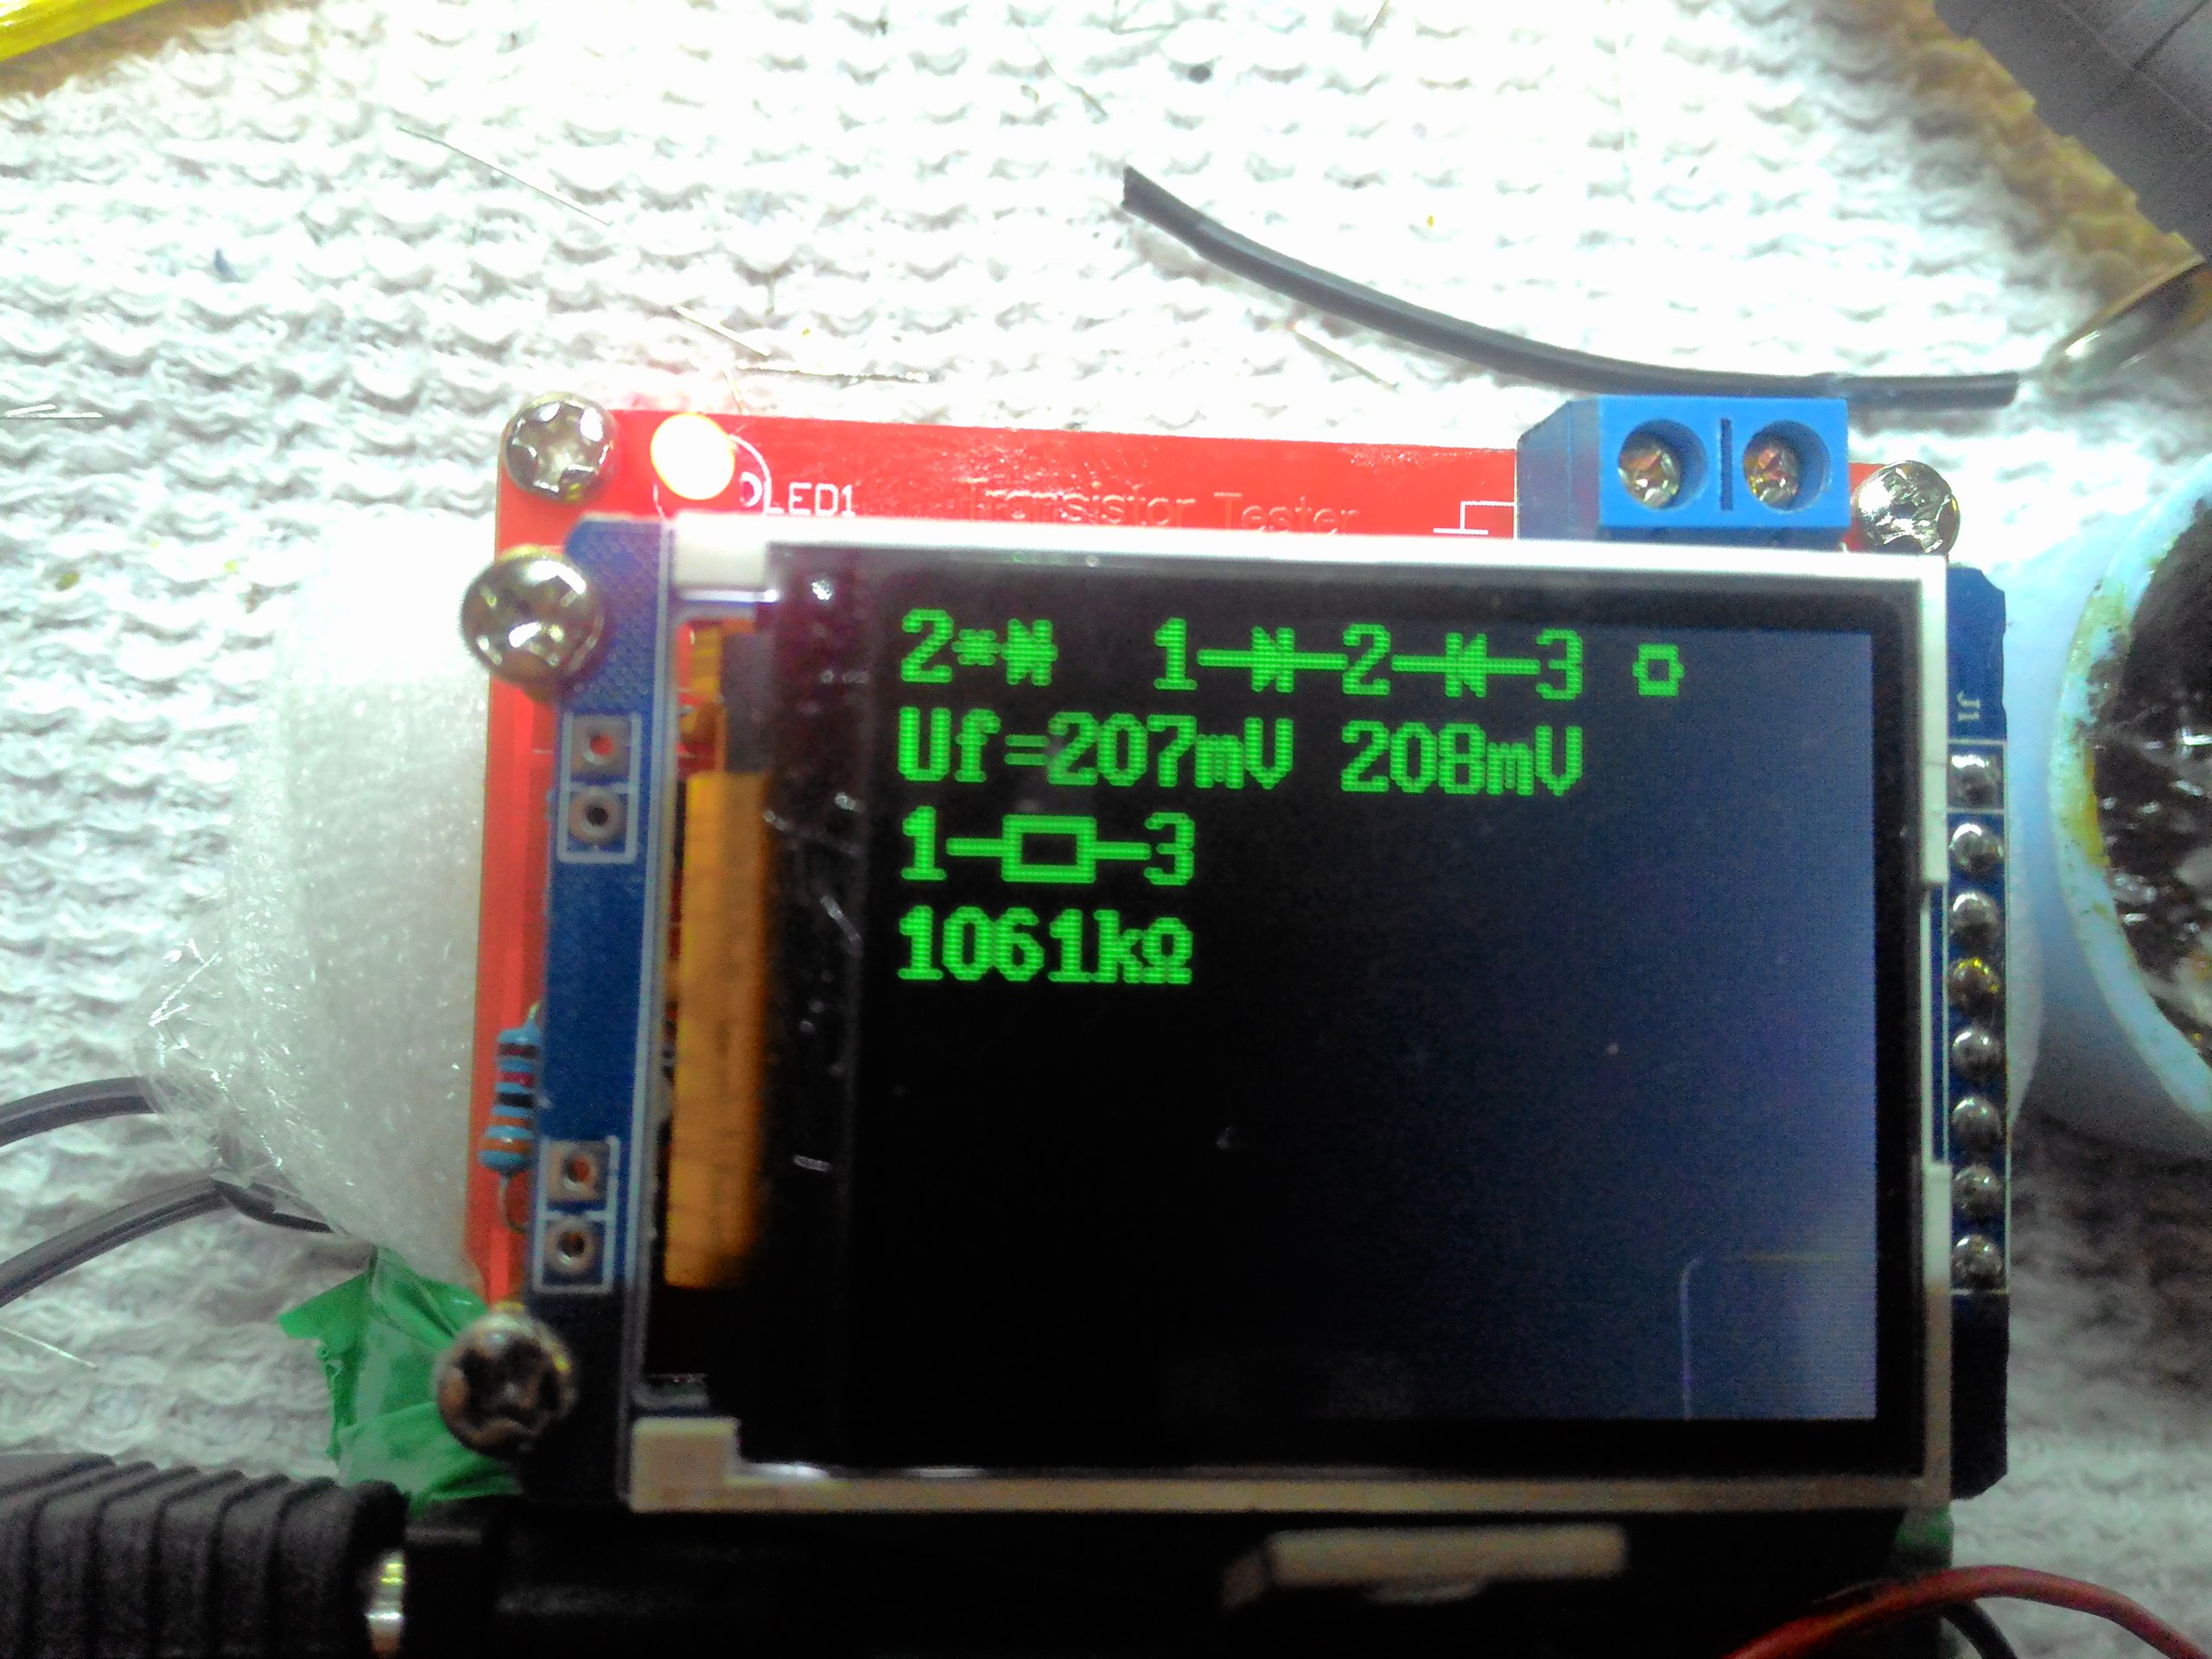 LED1
Transistor Tester
2* 1 2 3
Uf=207mV 208mV
1 3
1061kΩ
J1